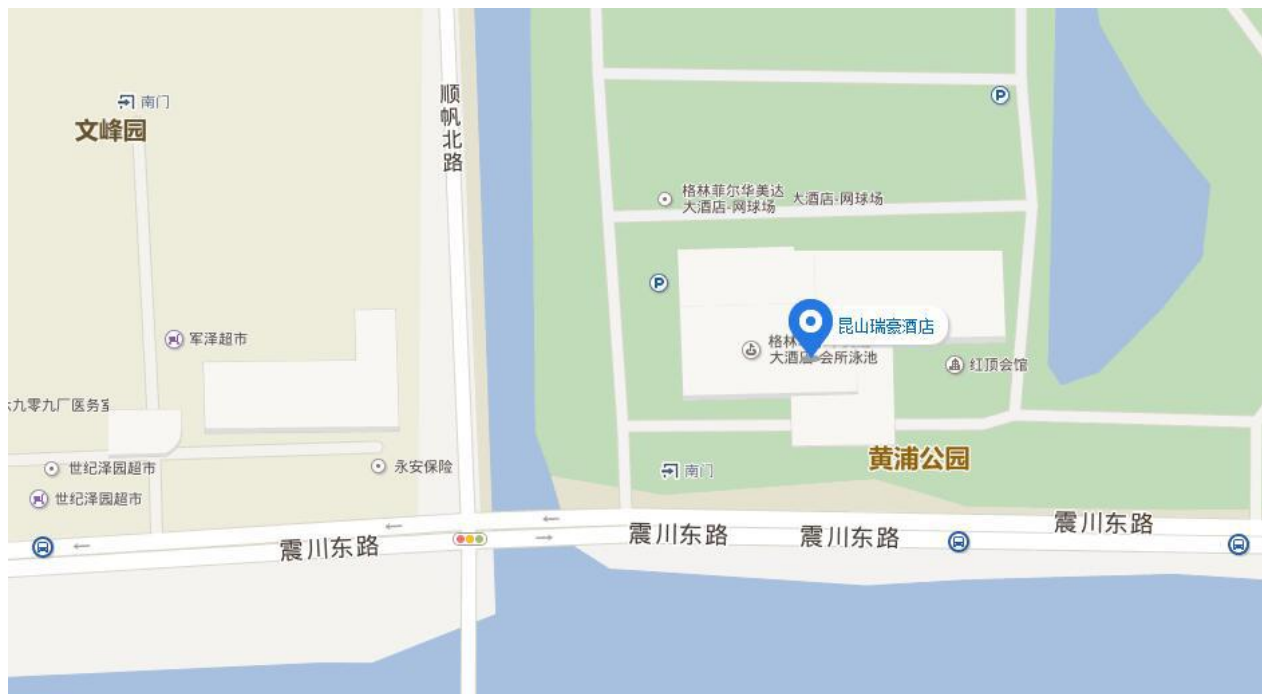 南门
文峰园
顺帆北路
P
格林菲尔华美达
大酒店-网球场
大酒店-网球场
P
昆山瑞豪酒店
军泽超市
格林
大酒店-会所泳池
红顶会馆
九零九厂医务室
黄浦公园
世纪泽园超市
永安保险
南门
世纪泽园超市
震川东路
震川东路
震川东路
震川东路